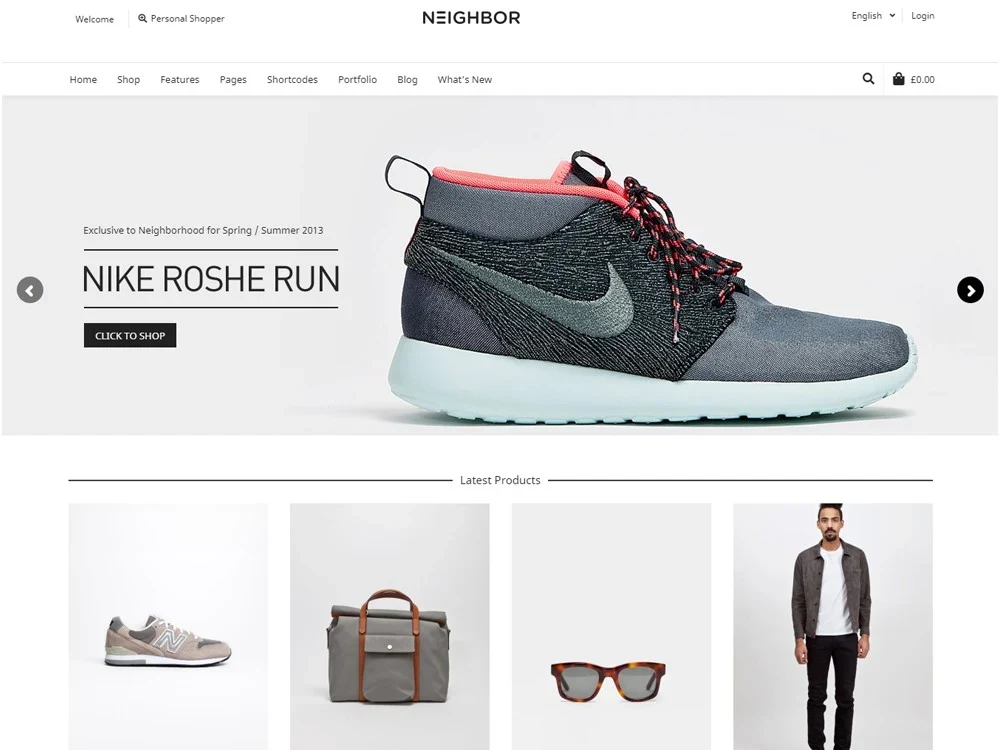 Welcome
Personal Shopper
NEIGHBOR
English
Login
Home Shop Features Pages Shortcodes Portfolio Blog What's New
£0.00
Exclusive to Neighborhood for Spring / Summer 2013
NIKE ROSHE RUN
CLICK TO SHOP
Latest Products
N